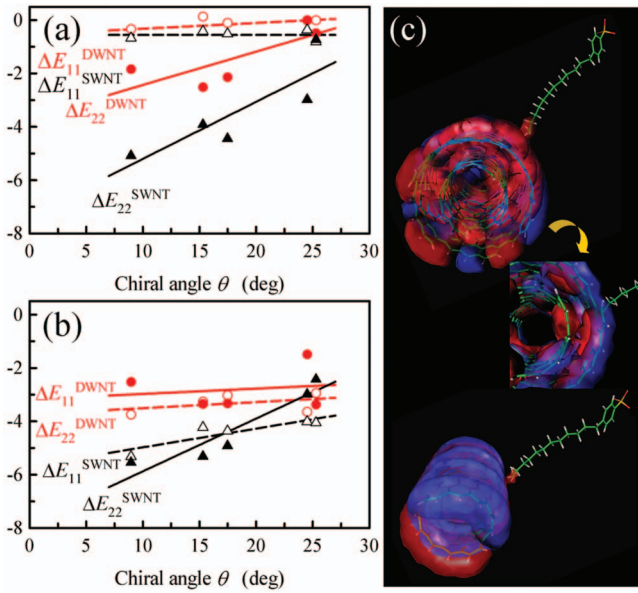 (a)
0
-2
-4
-6
-8
ΔE₁₁ᴰᵂᴺᵀ
ΔE₁₁ˢᵂᴺᵀ
ΔE₂₂ᴰᵂᴺᵀ
ΔE₂₂ˢᵂᴺᵀ
0 5 10 15 20 25 30
Chiral angle θ (deg)
(b)
0
-2
-4
-6
-8
ΔE₁₁ᴰᵂᴺᵀ
ΔE₂₂ᴰᵂᴺᵀ
ΔE₁₁ˢᵂᴺᵀ
ΔE₂₂ˢᵂᴺᵀ
0 5 10 15 20 25 30
Chiral angle θ (deg)
(c)